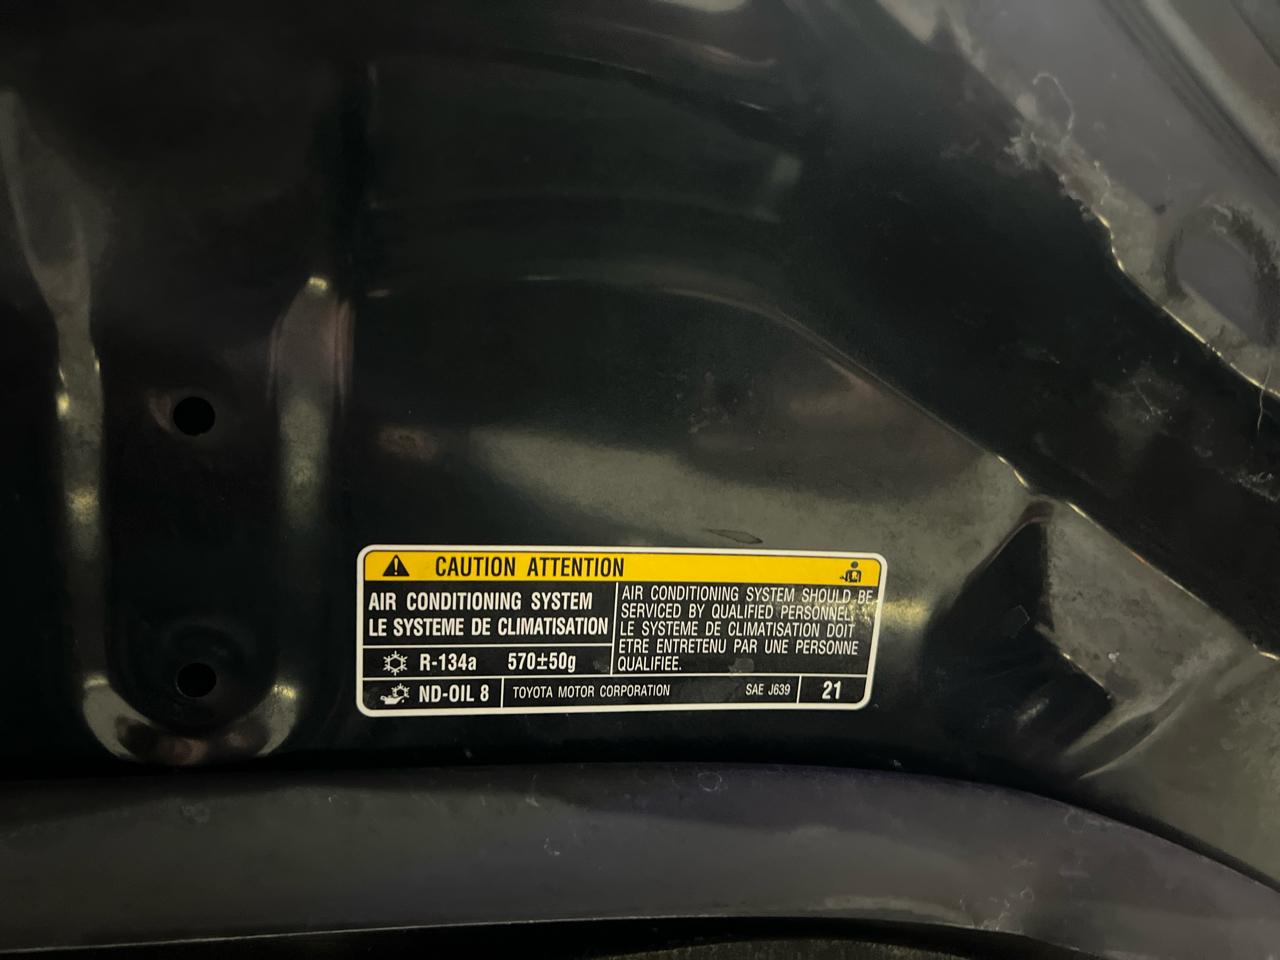 CAUTION ATTENTION
AIR CONDITIONING SYSTEM
LE SYSTEME DE CLIMATISATION
R-134a 570±50g
AIR CONDITIONING SYSTEM SHOULD BE
SERVICED BY QUALIFIED PERSONNEL.
LE SYSTEME DE CLIMATISATION DOIT
ETRE ENTRETENU PAR UNE PERSONNE
QUALIFIEE.
ND-OIL 8 TOYOTA MOTOR CORPORATION SAE J639 21